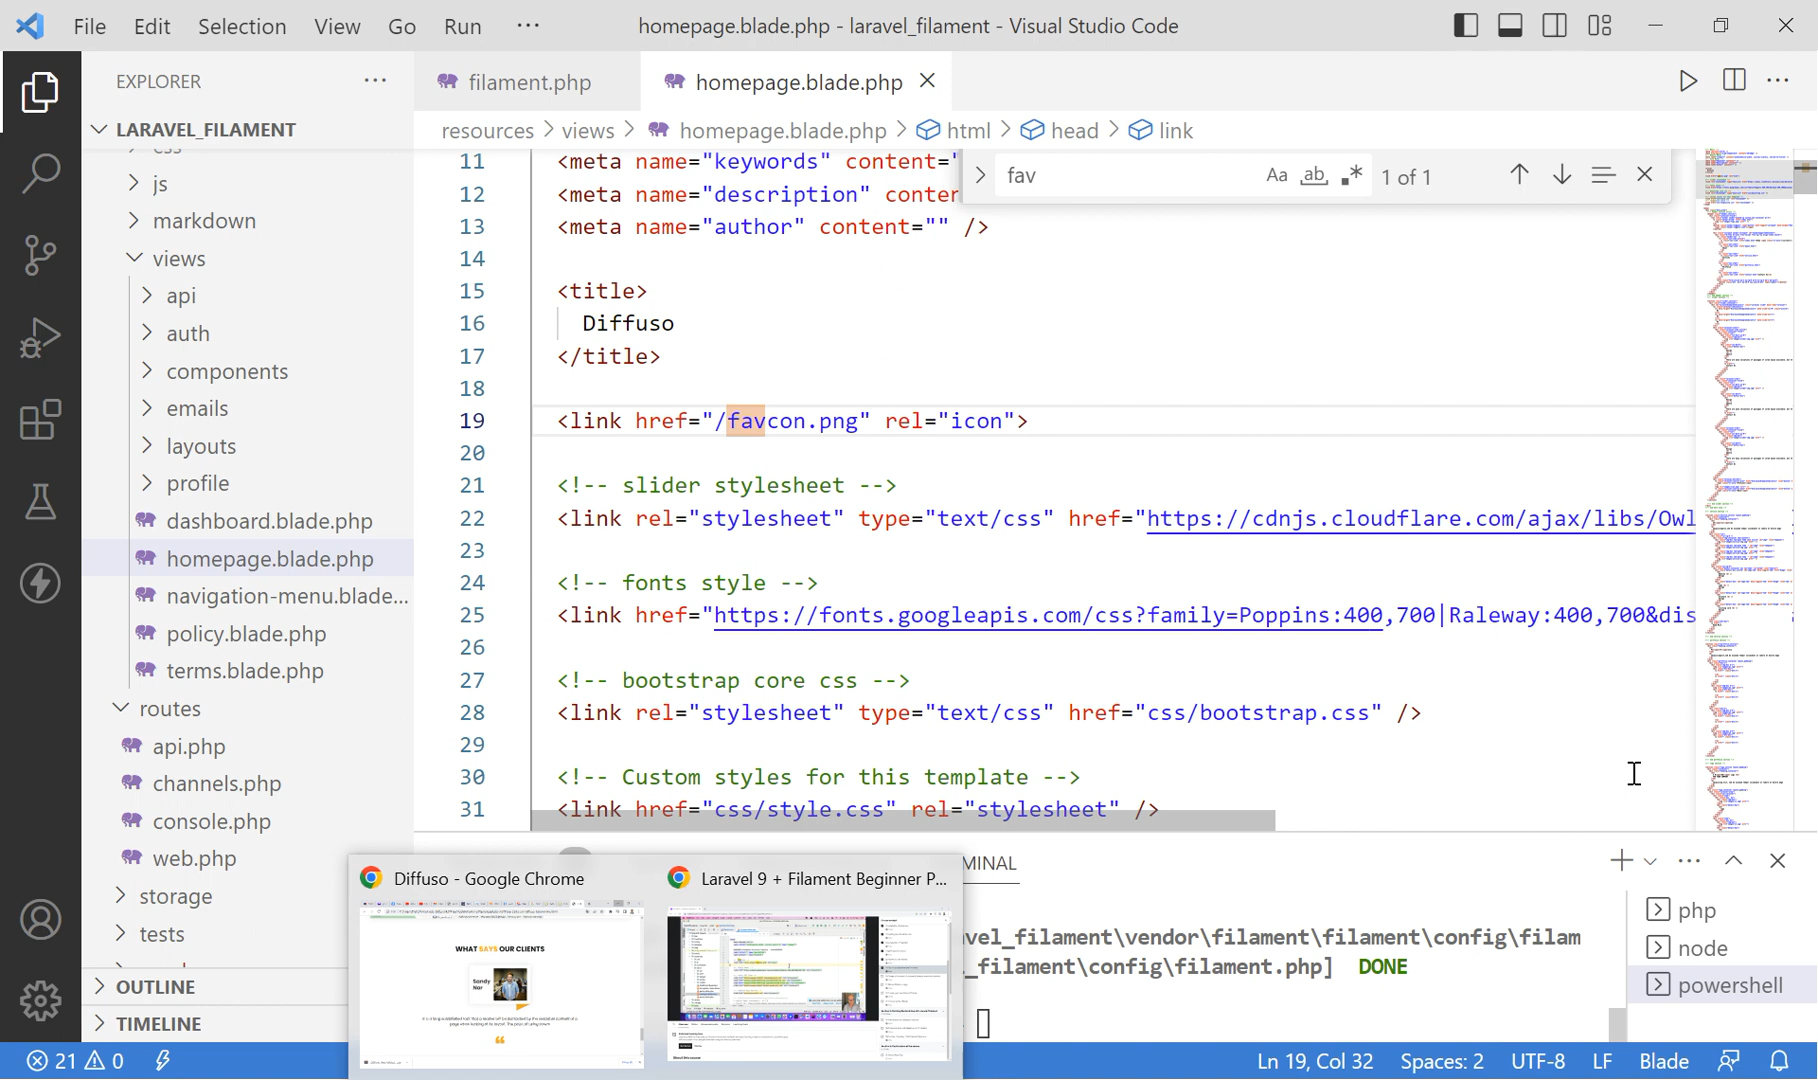 File Edit Selection View Go Run ··· homepage.blade.php - laravel_filament - Visual Studio Code
EXPLORER ···
filament.php homepage.blade.php
LARAVEL_FILAMENT
resources > views > homepage.blade.php > html > head > link
js
markdown
views
api
auth
components
emails
layouts
profile
dashboard.blade.php
homepage.blade.php
navigation-menu.blade...
policy.blade.php
terms.blade.php
routes
api.php
channels.php
console.php
web.php
storage
tests
OUTLINE
TIMELINE
fav Aa ab .* 1 of 1
11 <meta name="keywords" content="
12 <meta name="description" conten
13 <meta name="author" content="" />
14
15 <title>
16 Diffuso
17 </title>
18
19 <link href="/favcon.png" rel="icon">
20
21 <!-- slider stylesheet -->
22 <link rel="stylesheet" type="text/css" href="https://cdnjs.cloudflare.com/ajax/libs/Owl
23
24 <!-- fonts style -->
25 <link href="https://fonts.googleapis.com/css?family=Poppins:400,700|Raleway:400,700&dis
26
27 <!-- bootstrap core css -->
28 <link rel="stylesheet" type="text/css" href="css/bootstrap.css" />
29
30 <!-- Custom styles for this template -->
31 <link href="css/style.css" rel="stylesheet" />
MINAL
avel_filament\vendor\filament\filament\config\filam
_filament\config\filament.php] DONE
php
node
powershell
Diffuso - Google Chrome
WHAT SAYS OUR CLIENTS
Sandy
Nor
Laravel 9 + Filament Beginner P...
21 0 Ln 19, Col 32 Spaces: 2 UTF-8 LF Blade